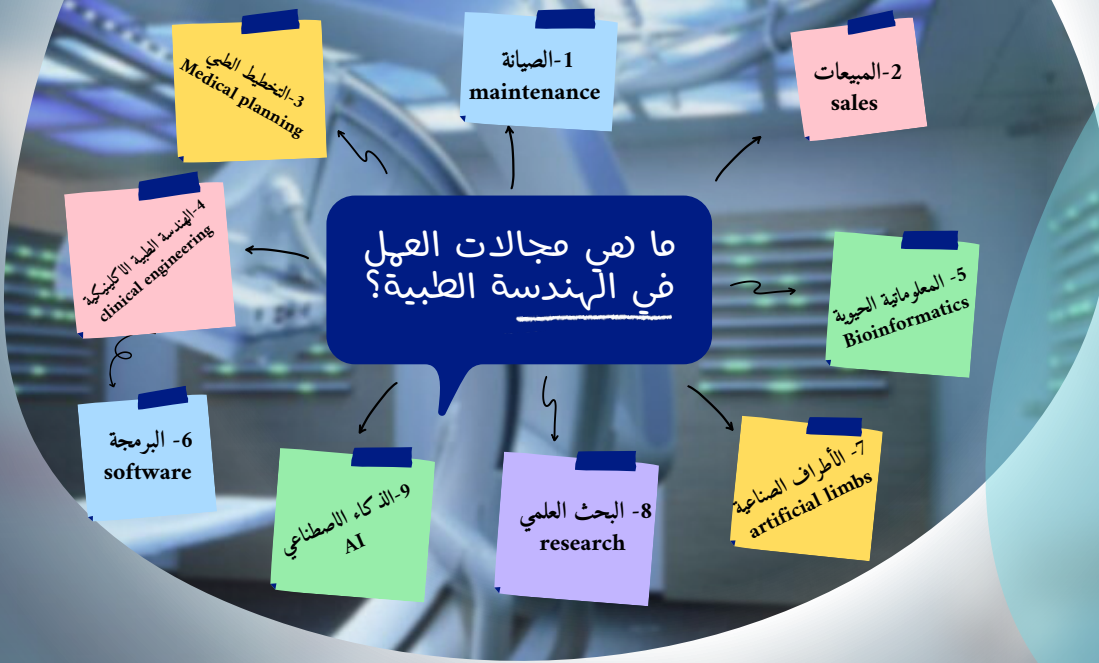 ما هي مجالات العمل
في الهندسة الطبية؟
1-الصيانة
maintenance
2-المبيعات
sales
3-التخطيط الطبي
Medical planning
4-الهندسة الطبية الاكلينيكية
clinical engineering
5- المعلوماتية الحيوية
Bioinformatics
6- البرمجة
software
7- الأطراف الصناعية
artificial limbs
8- البحث العلمي
research
9-الذكاء الاصطناعي
AI